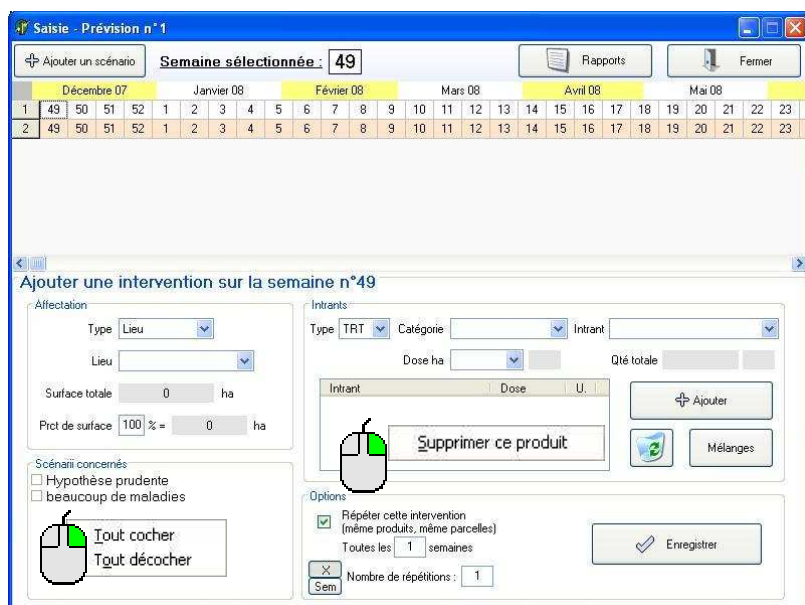 Saisie - Prévision n°1
Ajouter un scénario Semaine sélectionnée : 49 Rapports Fermer
Décembre 07 Janvier 08 Février 08 Mars 08 Avril 08 Mai 08
1 49 50 51 52 1 2 3 4 5 6 7 8 9 10 11 12 13 14 15 16 17 18 19 20 21 22 23
2 49 50 51 52 1 2 3 4 5 6 7 8 9 10 11 12 13 14 15 16 17 18 19 20 21 22 23
Ajouter une intervention sur la semaine n°49
Affectation
Type Lieu
Lieu
Surface totale 0 ha
Prct de surface 100 % = 0 ha
Scénarii concernés
Hypothèse prudente
beaucoup de maladies
Tout cocher
Tout décocher
Intrants
Type TRT Catégorie Intrant
Dose ha Qté totale
Intrant Dose U.
Supprimer ce produit
Ajouter
Mélanges
Options
Répéter cette intervention
(même produits, même parcelles)
Toutes les 1 semaines
X
Sem
Nombre de répétitions : 1
Enregistrer